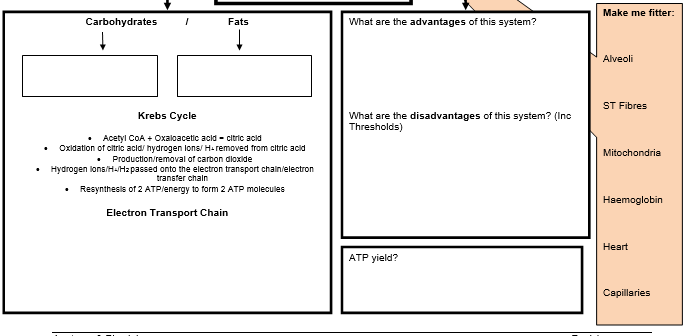 Carbohydrates / Fats
Krebs Cycle
• Acetyl CoA + Oxaloacetic acid = citric acid
• Oxidation of citric acid/ hydrogen ions/ H+ removed from citric acid
• Production/removal of carbon dioxide
• Hydrogen ions/H+/H2passed onto the electron transport chain/electron
transfer chain
• Resynthesis of 2 ATP/energy to form 2 ATP molecules
Electron Transport Chain
What are the advantages of this system?
What are the disadvantages of this system? (Inc
Thresholds)
ATP yield?
Make me fitter:
Alveoli
ST Fibres
Mitochondria
Haemoglobin
Heart
Capillaries